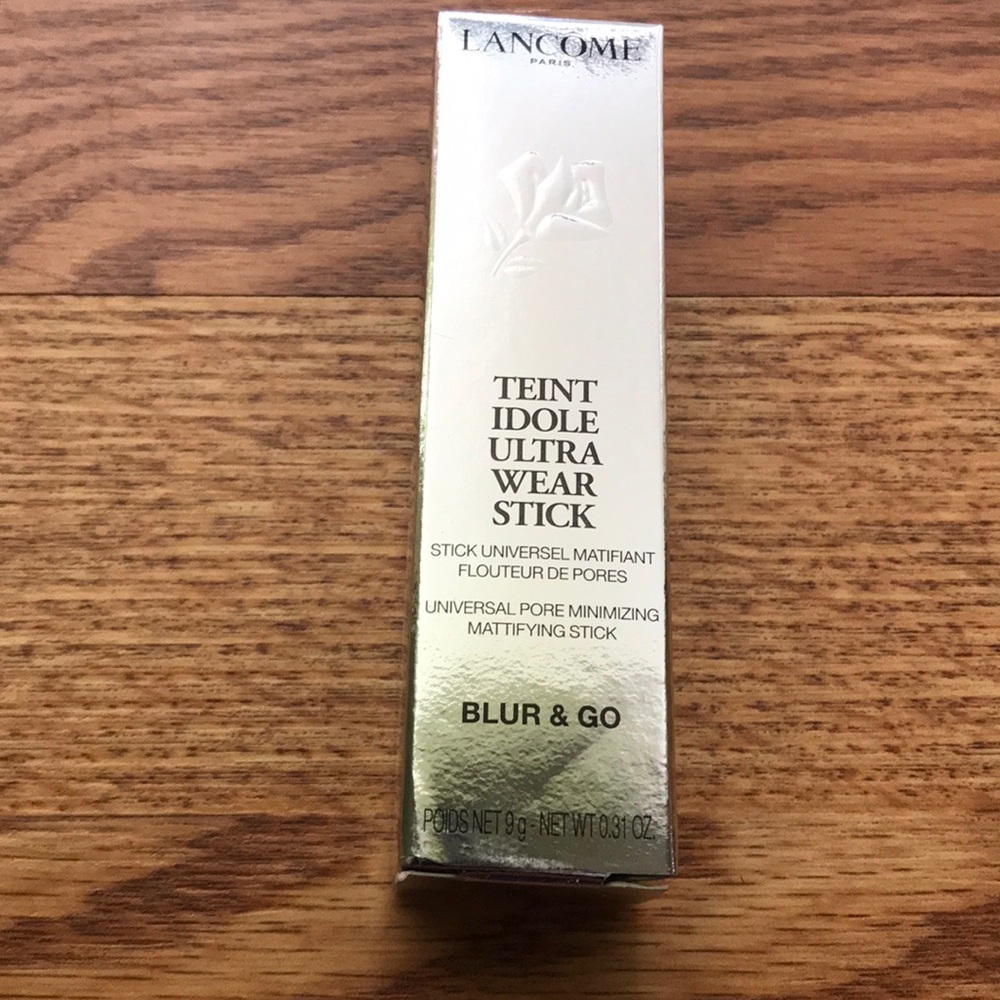 LANCOME
PARIS
TEINT
IDOLE
ULTRA
WEAR
STICK
STICK UNIVERSEL MATIFIANT
FLOUTEUR DE PORES
UNIVERSAL PORE MINIMIZING
MATTIFYING STICK
BLUR & GO
POIDS NET 9 g - NET WT 0.31 OZ.